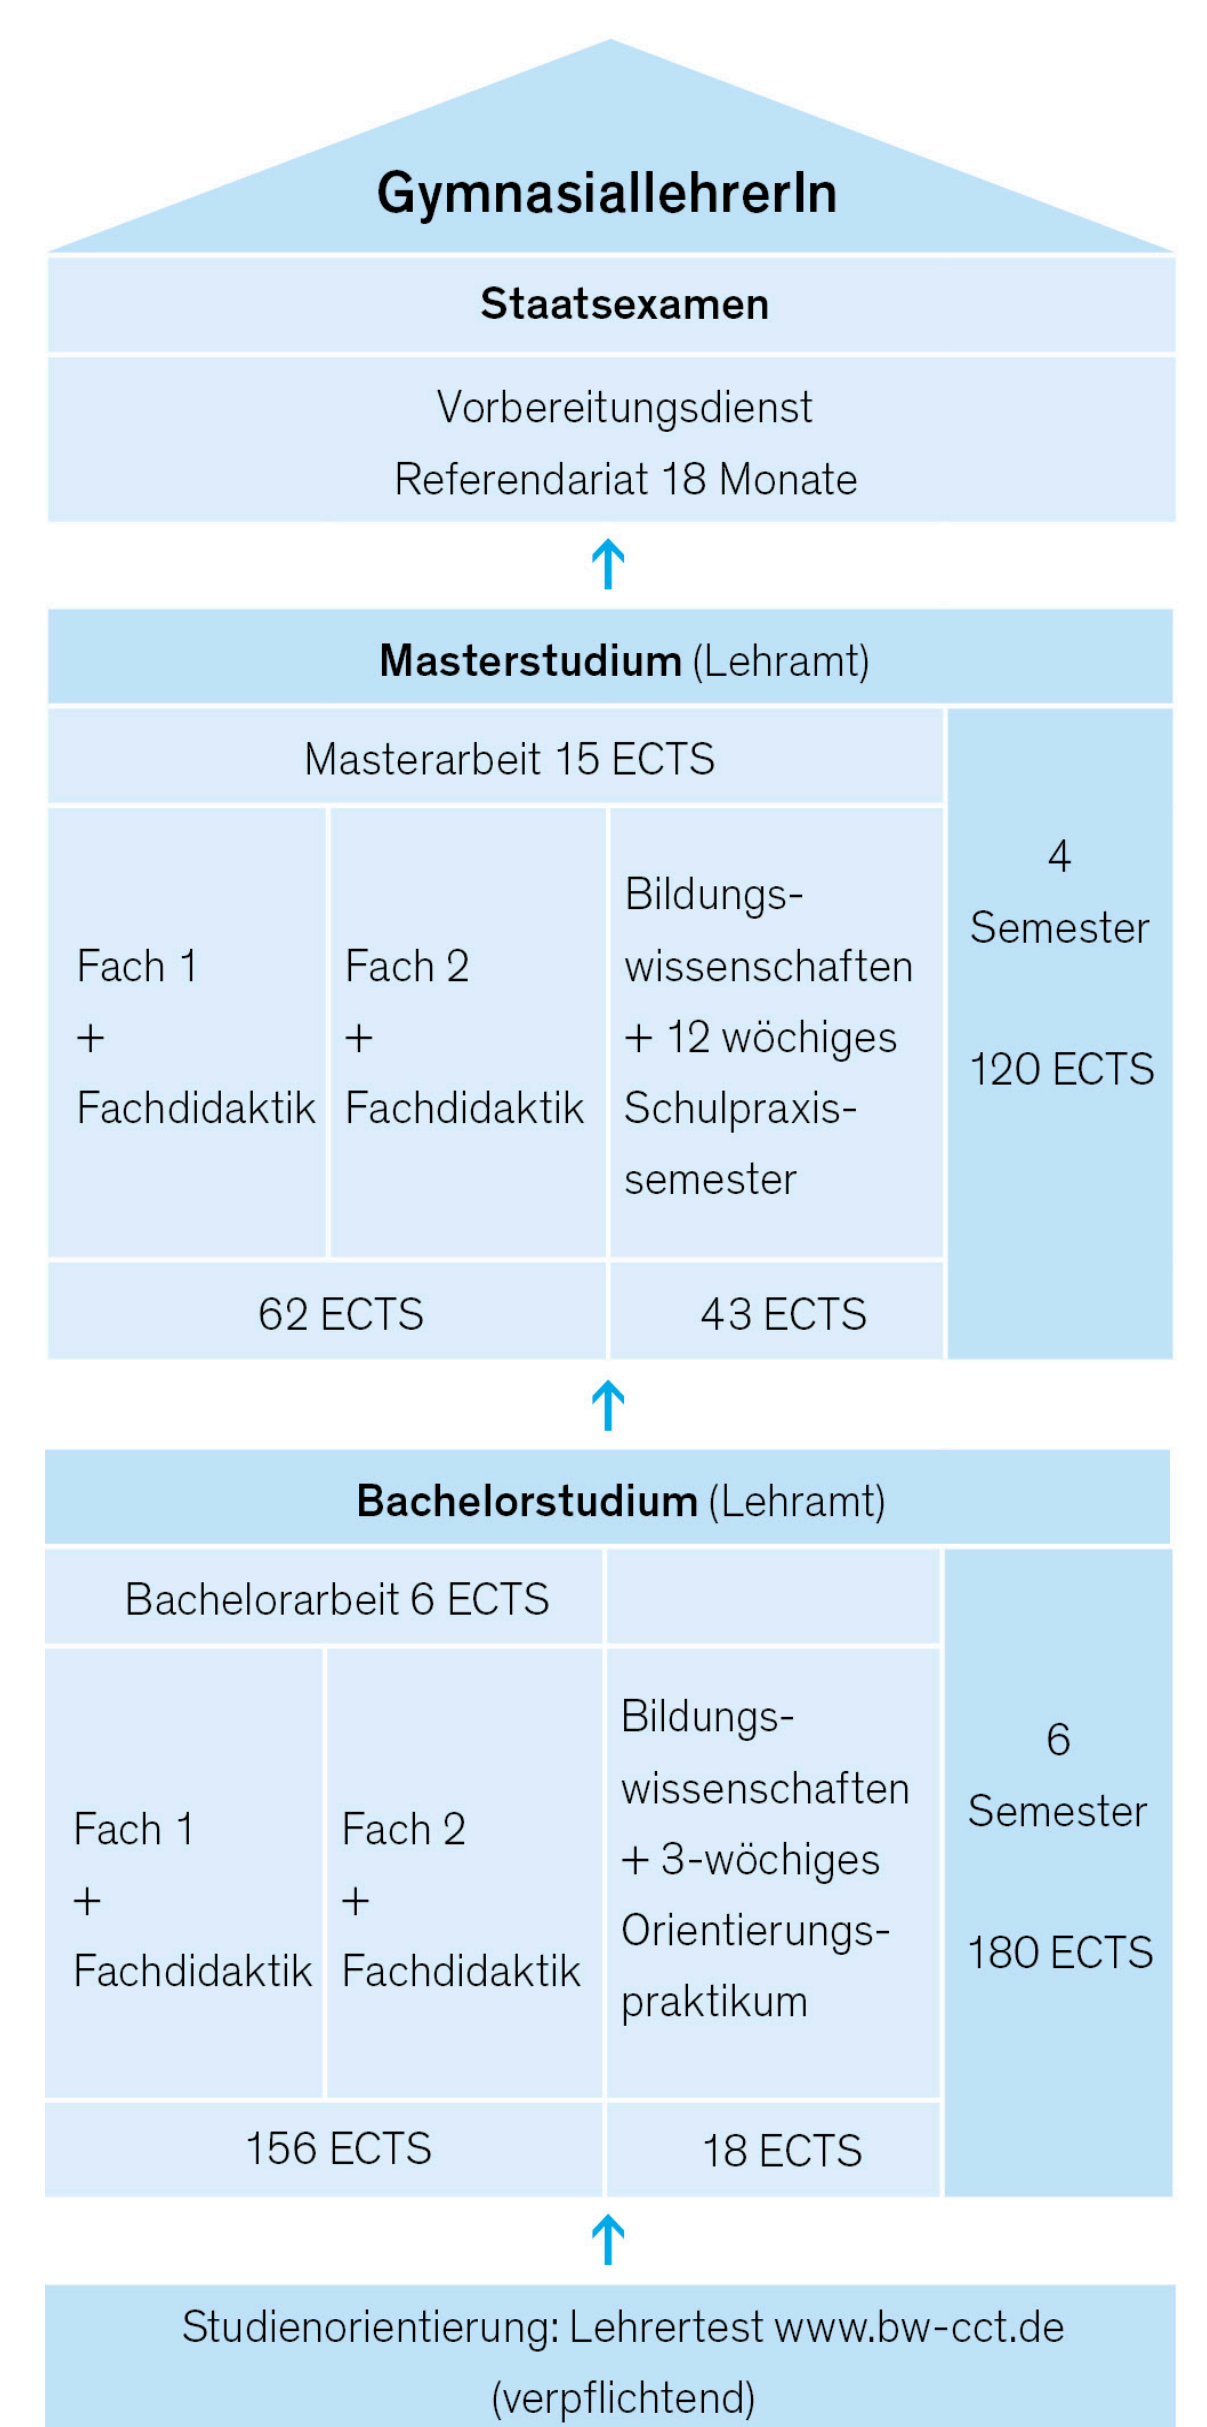 GymnasiallehrerIn
Staatsexamen
Vorbereitungsdienst
Referendariat 18 Monate
↑
Masterstudium (Lehramt)
Masterarbeit 15 ECTS
Fach 1
+
Fachdidaktik
Fach 2
+
Fachdidaktik
Bildungs-
wissenschaften
+ 12 wöchiges
Schulpraxis-
semester
4
Semester
120 ECTS
62 ECTS
43 ECTS
↑
Bachelorstudium (Lehramt)
Bachelorarbeit 6 ECTS
Fach 1
+
Fachdidaktik
Fach 2
+
Fachdidaktik
Bildungs-
wissenschaften
+ 3-wöchiges
Orientierungs-
praktikum
6
Semester
180 ECTS
156 ECTS
18 ECTS
↑
Studienorientierung: Lehrertest www.bw-cct.de
(verpflichtend)